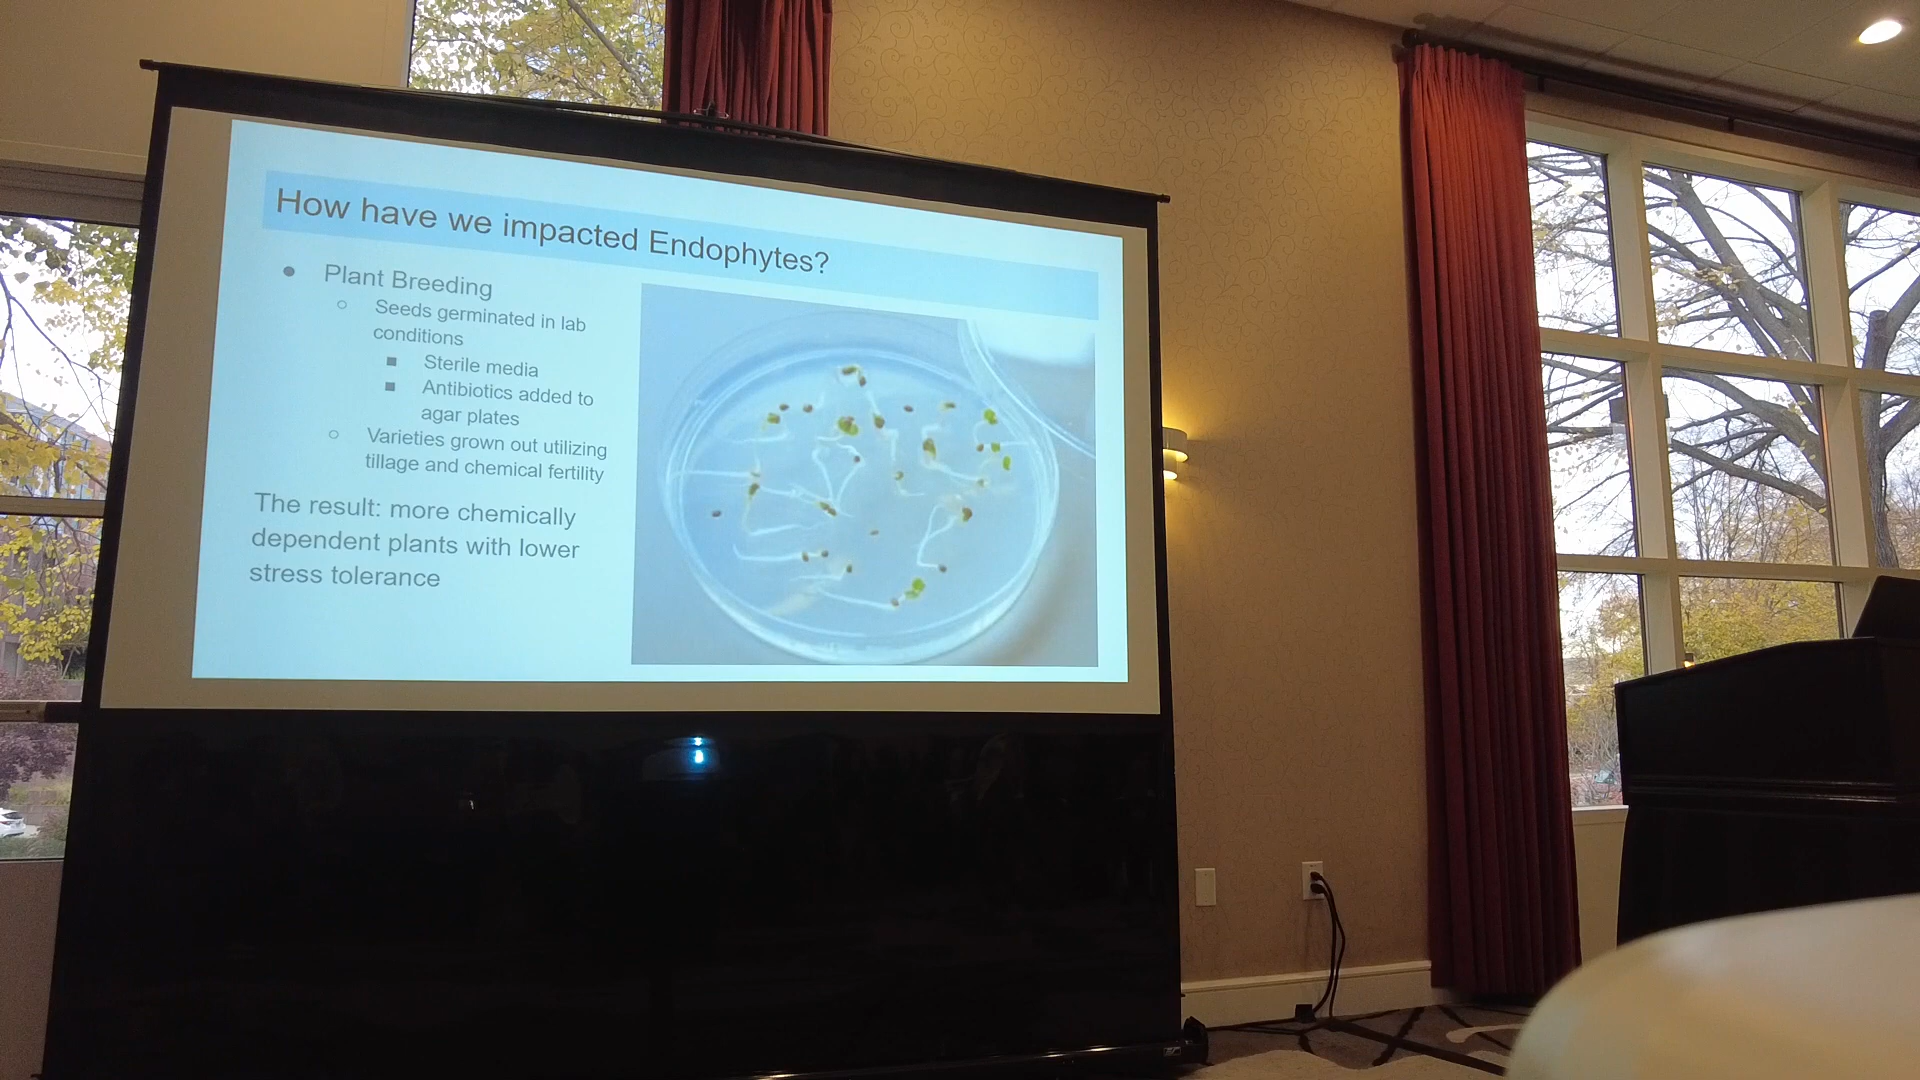 How have we impacted Endophytes?
● Plant Breeding
○ Seeds germinated in lab
conditions
■ Sterile media
■ Antibiotics added to
agar plates
○ Varieties grown out utilizing
tillage and chemical fertility
The result: more chemically
dependent plants with lower
stress tolerance